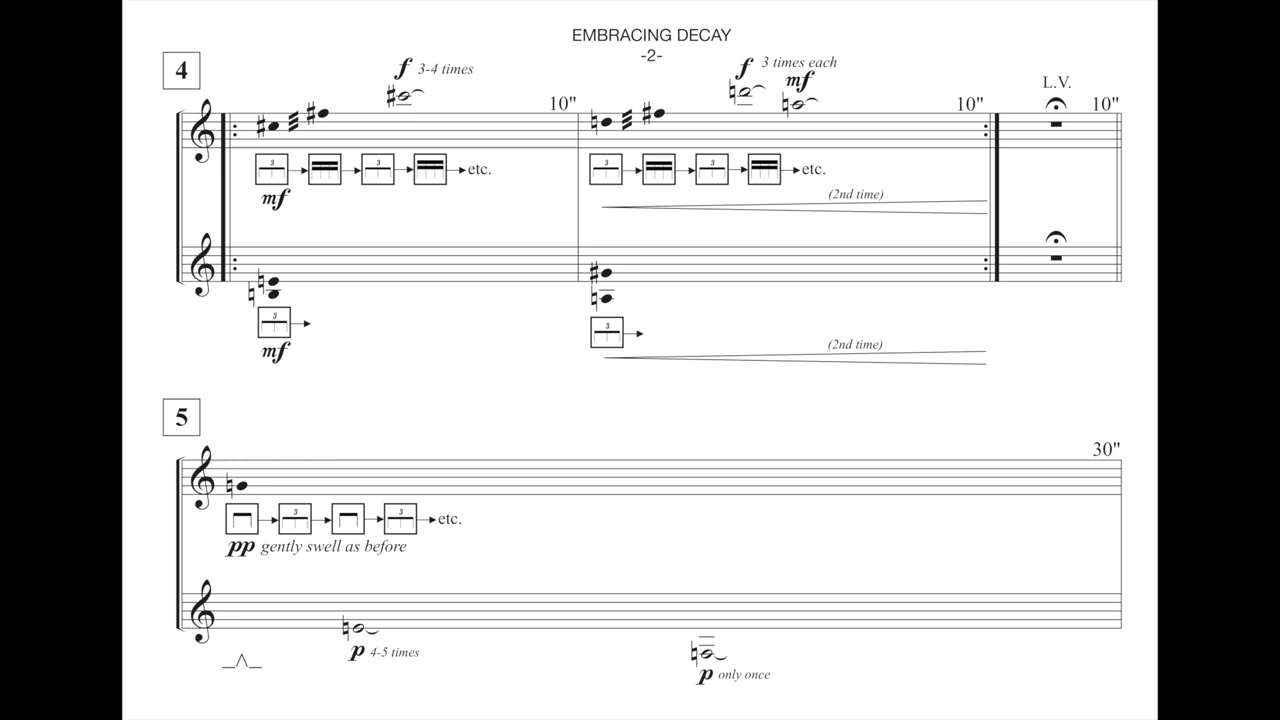 EMBRACING DECAY
-2-
4
f 3-4 times
f 3 times each
mf
L.V.
10" 10" 10"
3 3 etc. 3 3 etc.
mf
(2nd time)
3 3
mf
(2nd time)
5
30"
3 3 etc.
pp gently swell as before
p 4-5 times
p only once